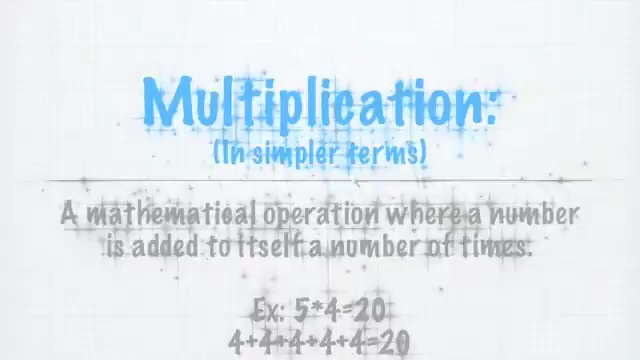 Multiplication:
(In simpler terms)
A mathematical operation where a number
is added to itself a number of times.
Ex: 5*4=20
4+4+4+4+4=20